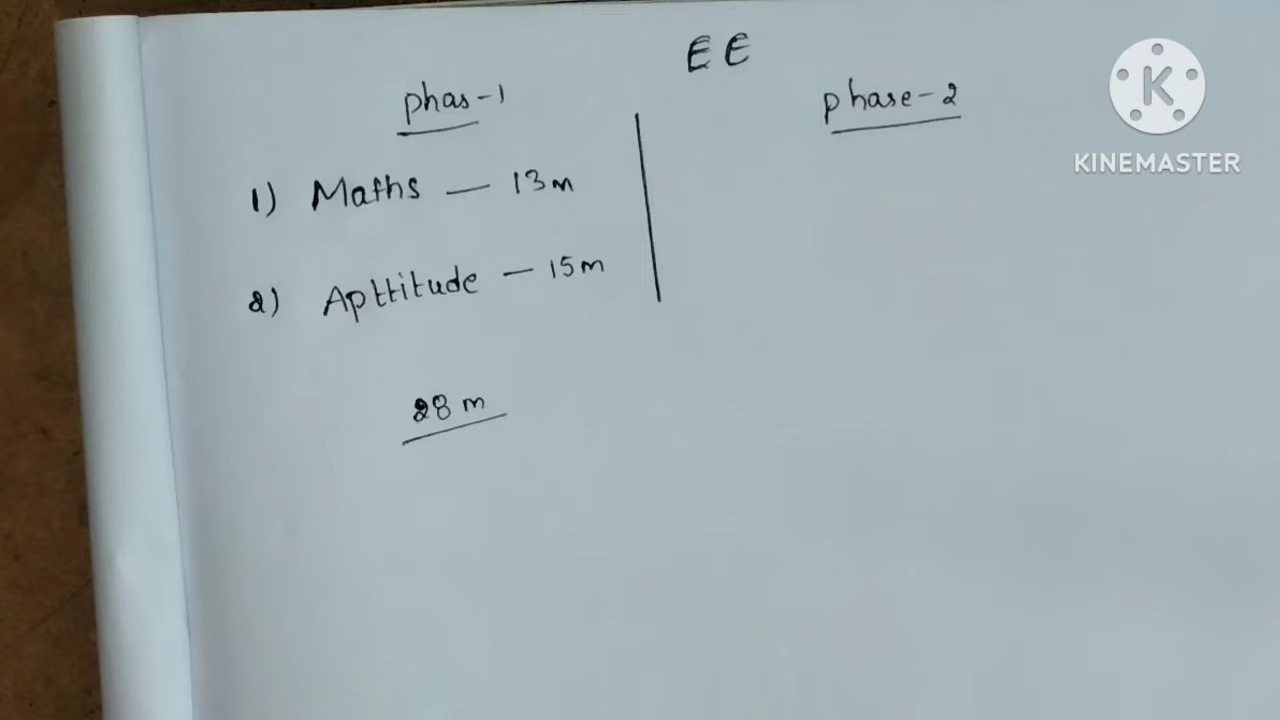 EE
phas-1
phase-2
1) Maths — 13m
2) Apttitude — 15m
28 m
KINEMASTER